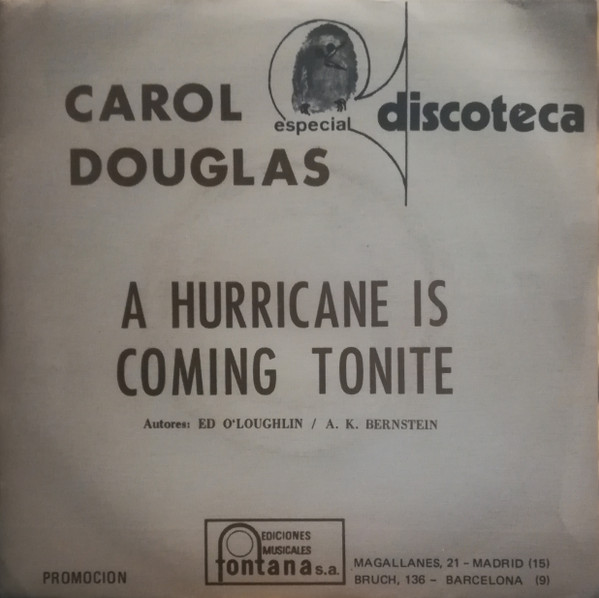 CAROL
DOUGLAS
especial
discoteca
A HURRICANE IS
COMING TONITE
Autores: ED O'LOUGHLIN / A. K. BERNSTEIN
PROMOCION
EDICIONES
MUSICALES
fontana s.a.
MAGALLANES, 21 - MADRID (15)
BRUCH, 136 - BARCELONA (9)